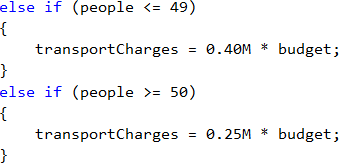 else if (people <= 49)
{
    transportCharges = 0.40M * budget;
}
else if (people >= 50)
{
    transportCharges = 0.25M * budget;
}